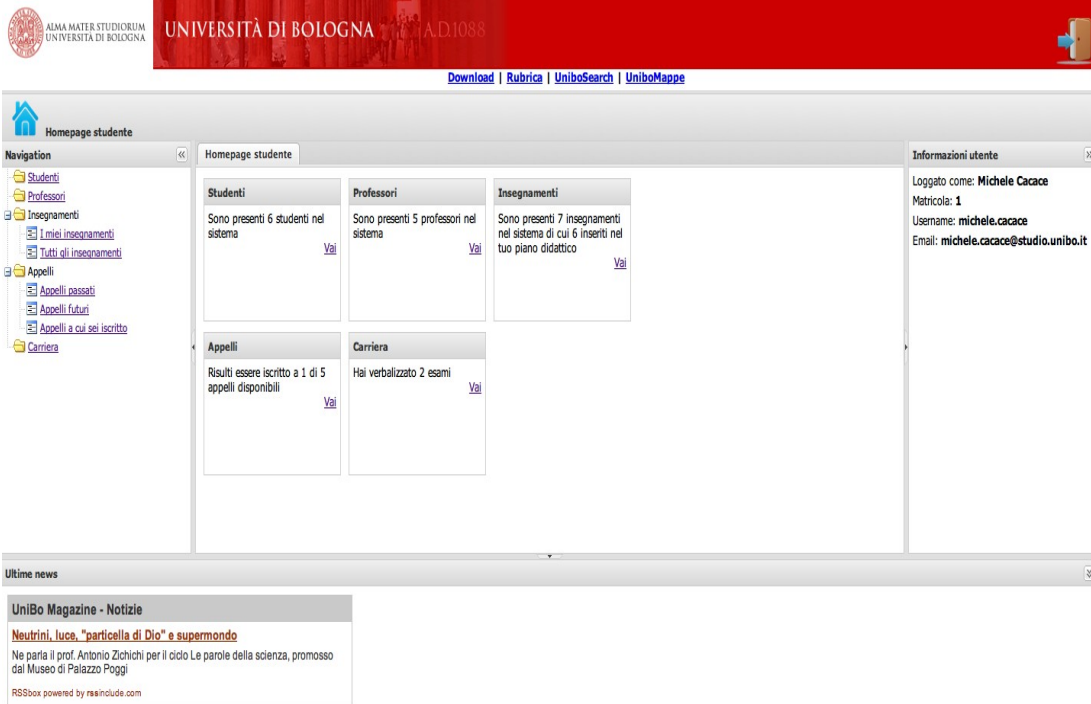 ALMA MATER STUDIORUM
UNIVERSITÀ DI BOLOGNA
UNIVERSITÀ DI BOLOGNA A.D.1088
Download | Rubrica | UniboSearch | UniboMappe
Homepage studente
Navigation
Studenti
Professori
Insegnamenti
I miei insegnamenti
Tutti gli insegnamenti
Appelli
Appelli passati
Appelli futuri
Appelli a cui sei iscritto
Carriera
Homepage studente
Studenti
Sono presenti 6 studenti nel
sistema
Vai
Professori
Sono presenti 5 professori nel
sistema
Vai
Insegnamenti
Sono presenti 7 insegnamenti
nel sistema di cui 6 inseriti nel
tuo piano didattico
Vai
Appelli
Risulti essere iscritto a 1 di 5
appelli disponibili
Vai
Carriera
Hai verbalizzato 2 esami
Vai
Informazioni utente
Loggato come: Michele Cacace
Matricola: 1
Username: michele.cacace
Email: michele.cacace@studio.unibo.it
Ultime news
UniBo Magazine - Notizie
Neutrini, luce, "particella di Dio" e supermondo
Ne parla il prof. Antonio Zichichi per il ciclo Le parole della scienza, promosso
dal Museo di Palazzo Poggi
RSSbox powered by rssinclude.com